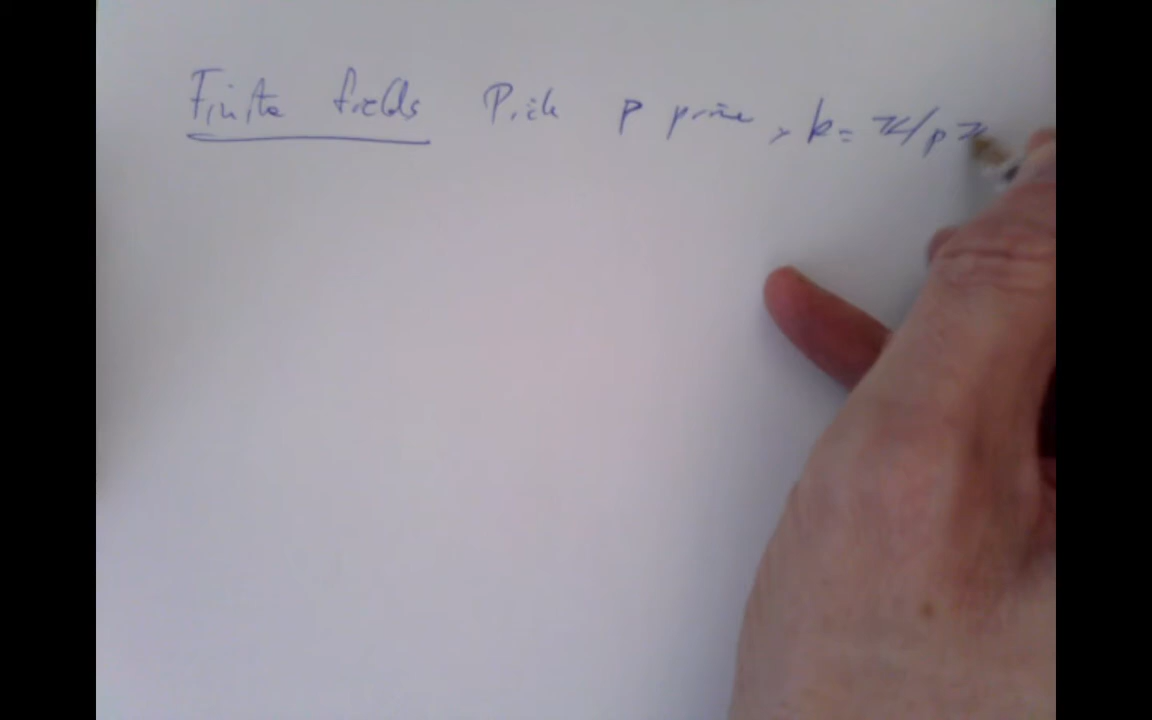 Finite fields Pick p prime, k = ℤ/pℤ